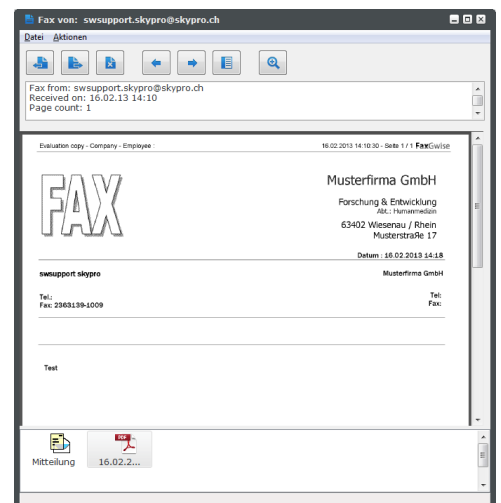 Fax von: swsupport.skypro@skypro.ch
Datei Aktionen
Fax from: swsupport.skypro@skypro.ch
Received on: 16.02.13 14:10
Page count: 1
Evaluation copy - Company - Employee : 16.02.2013 14:10:30 - Seite 1 / 1 FaxGwise
FAX
Musterfirma GmbH
Forschung & Entwicklung
Abt.: Humanmedizin
63402 Wiesenau / Rhein
MusterstraЯe 17
Datum : 16.02.2013 14:18
swsupport skypro Musterfirma GmbH
Tel.: Tel:
Fax: 2363139-1009 Fax:
Test
PDF
Mitteilung 16.02.2...